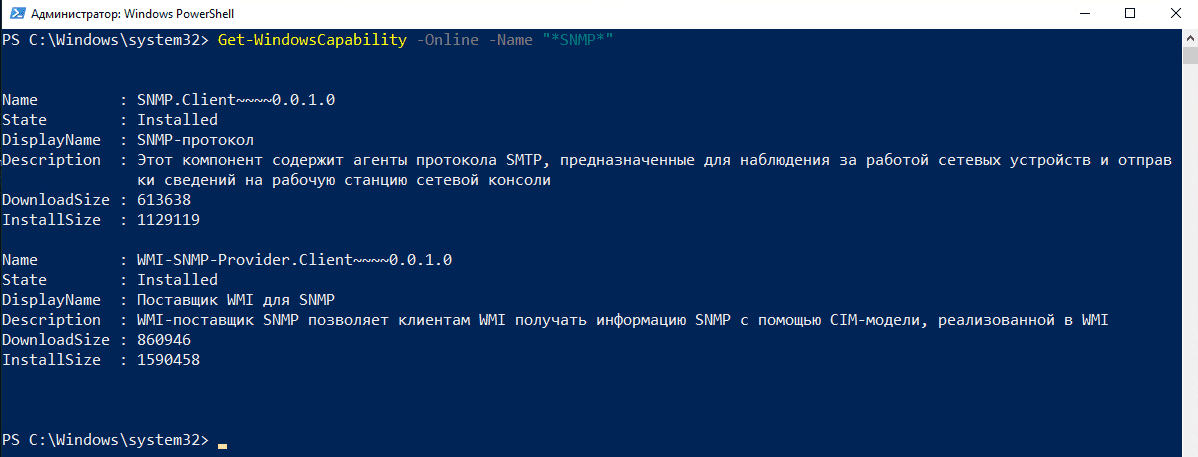 Администратор: Windows PowerShell
PS C:\Windows\system32> Get-WindowsCapability -Online -Name "*SNMP*"
Name         : SNMP.Client~~~~0.0.1.0
State        : Installed
DisplayName  : SNMP-протокол
Description  : Этот компонент содержит агенты протокола SMTP, предназначенные для наблюдения за работой сетевых устройств и отправ
               ки сведений на рабочую станцию сетевой консоли
DownloadSize : 613638
InstallSize  : 1129119
Name         : WMI-SNMP-Provider.Client~~~~0.0.1.0
State        : Installed
DisplayName  : Поставщик WMI для SNMP
Description  : WMI-поставщик SNMP позволяет клиентам WMI получать информацию SNMP с помощью CIM-модели, реализованной в WMI
DownloadSize : 860946
InstallSize  : 1590458
PS C:\Windows\system32>